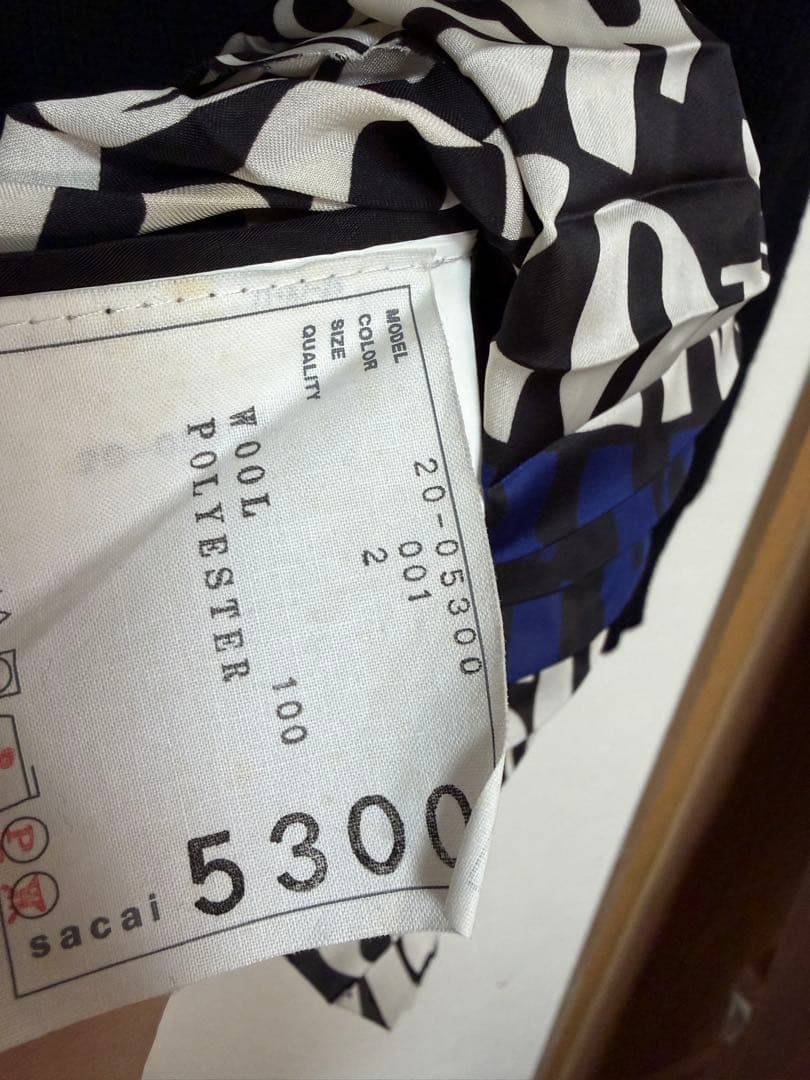 MODEL 20-05300
COLOR 001
SIZE 2
QUALITY
WOOL 100
POLYESTER
5300
sacai
P
W